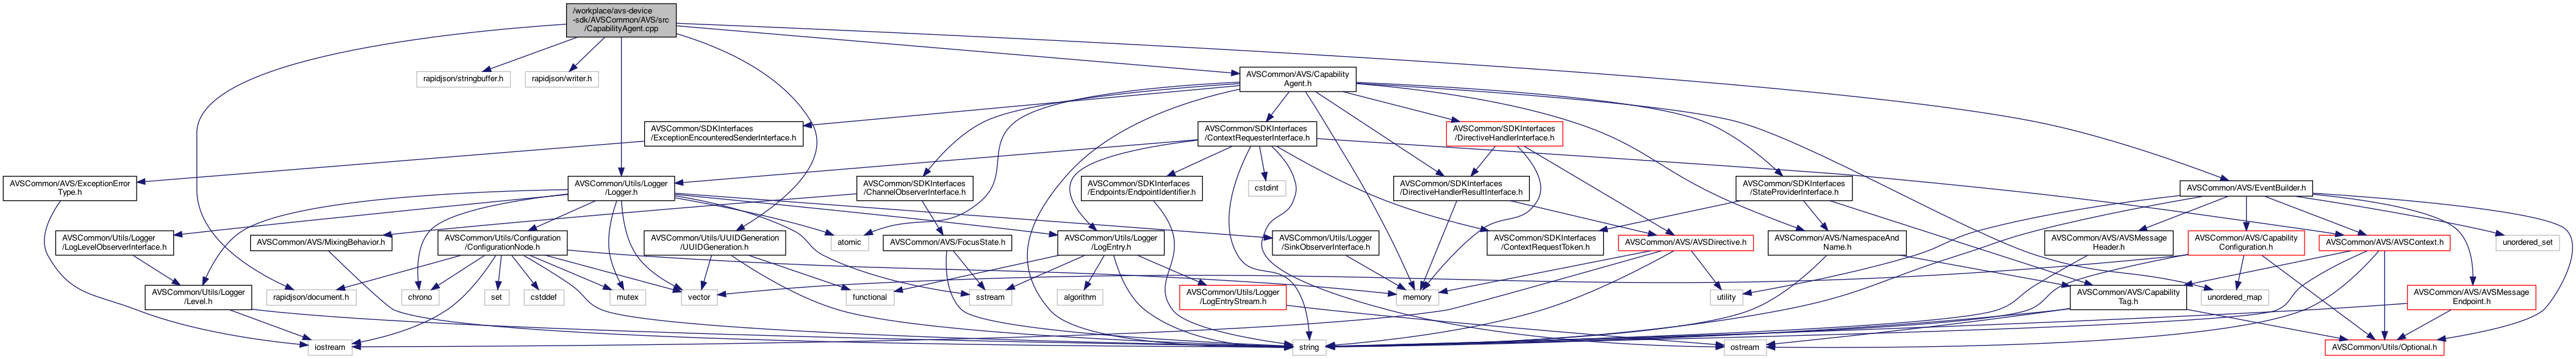 /workplace/avs-device
-sdk/AVSCommon/AVS/src
/CapabilityAgent.cpp
rapidjson/stringbuffer.h
rapidjson/writer.h
AVSCommon/AVS/Capability
Agent.h
AVSCommon/SDKInterfaces
/ExceptionEncounteredSenderInterface.h
AVSCommon/SDKInterfaces
/ContextRequesterInterface.h
AVSCommon/SDKInterfaces
/DirectiveHandlerInterface.h
AVSCommon/AVS/ExceptionError
Type.h
AVSCommon/Utils/Logger
/Logger.h
AVSCommon/SDKInterfaces
/ChannelObserverInterface.h
AVSCommon/SDKInterfaces
/Endpoints/EndpointIdentifier.h
cstdint
AVSCommon/SDKInterfaces
/DirectiveHandlerResultInterface.h
AVSCommon/SDKInterfaces
/StateProviderInterface.h
AVSCommon/AVS/EventBuilder.h
AVSCommon/Utils/Logger
/LogLevelObserverInterface.h
AVSCommon/AVS/MixingBehavior.h
AVSCommon/Utils/Configuration
/ConfigurationNode.h
AVSCommon/Utils/UUIDGeneration
/UUIDGeneration.h
atomic
AVSCommon/AVS/FocusState.h
AVSCommon/Utils/Logger
/LogEntry.h
AVSCommon/Utils/Logger
/SinkObserverInterface.h
AVSCommon/SDKInterfaces
/ContextRequestToken.h
AVSCommon/AVS/AVSDirective.h
AVSCommon/AVS/NamespaceAnd
Name.h
AVSCommon/AVS/AVSMessage
Header.h
AVSCommon/AVS/Capability
Configuration.h
AVSCommon/AVS/AVSContext.h
unordered_set
AVSCommon/Utils/Logger
/Level.h
rapidjson/document.h
chrono
set
cstddef
mutex
vector
functional
sstream
algorithm
AVSCommon/Utils/Logger
/LogEntryStream.h
memory
utility
AVSCommon/AVS/Capability
Tag.h
unordered_map
AVSCommon/AVS/AVSMessage
Endpoint.h
iostream
string
ostream
AVSCommon/Utils/Optional.h